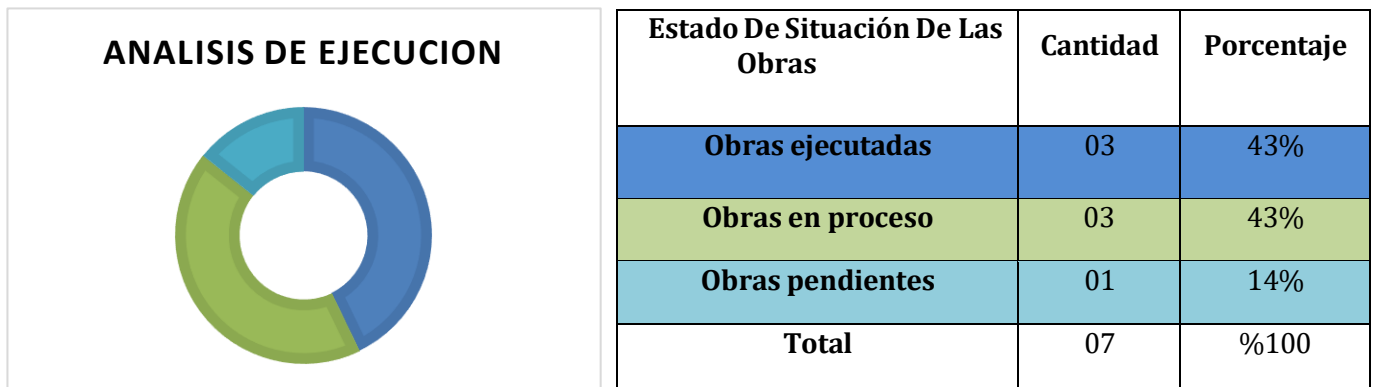 ANALISIS DE EJECUCION
Estado De Situación De Las
Obras
Cantidad
Porcentaje
Obras ejecutadas
03
43%
Obras en proceso
03
43%
Obras pendientes
01
14%
Total
07
%100